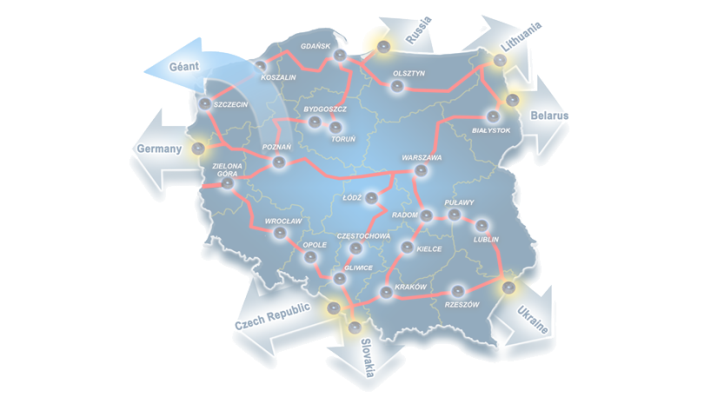 Russia
Lithuania
GDAŃSK
Géant
KOSZALIN
OLSZTYN
SZCZECIN
BYDGOSZCZ
Belarus
BIAŁYSTOK
TORUŃ
Germany
POZNAŃ
WARSZAWA
ZIELONA
GÓRA
ŁÓDŹ
PUŁAWY
RADOM
WROCŁAW
CZĘSTOCHOWA
LUBLIN
OPOLE
KIELCE
GLIWICE
KRAKÓW
RZESZÓW
Czech Republic
Ukraine
Slovakia